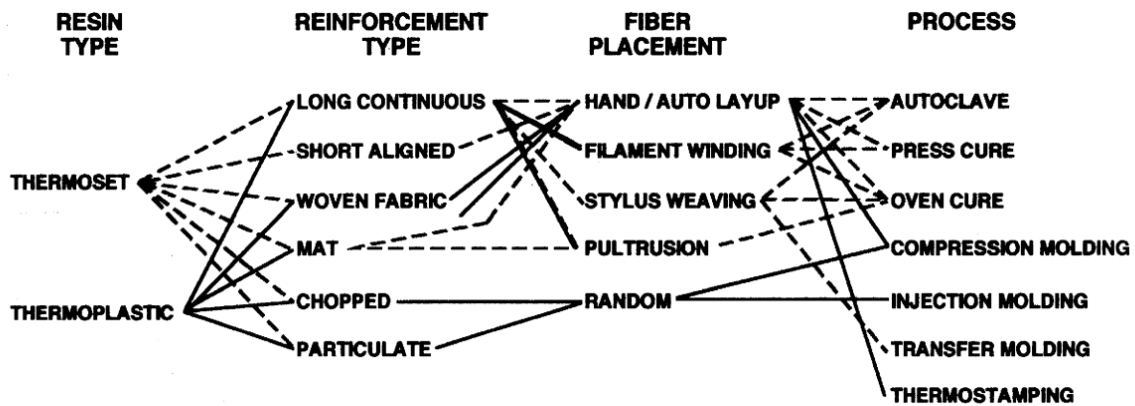 RESIN TYPE
REINFORCEMENT TYPE
FIBER PLACEMENT
PROCESS
LONG CONTINUOUS
HAND / AUTO LAYUP
AUTOCLAVE
SHORT ALIGNED
FILAMENT WINDING
PRESS CURE
THERMOSET
WOVEN FABRIC
STYLUS WEAVING
OVEN CURE
MAT
PULTRUSION
COMPRESSION MOLDING
THERMOPLASTIC
CHOPPED
RANDOM
INJECTION MOLDING
PARTICULATE
TRANSFER MOLDING
THERMOSTAMPING